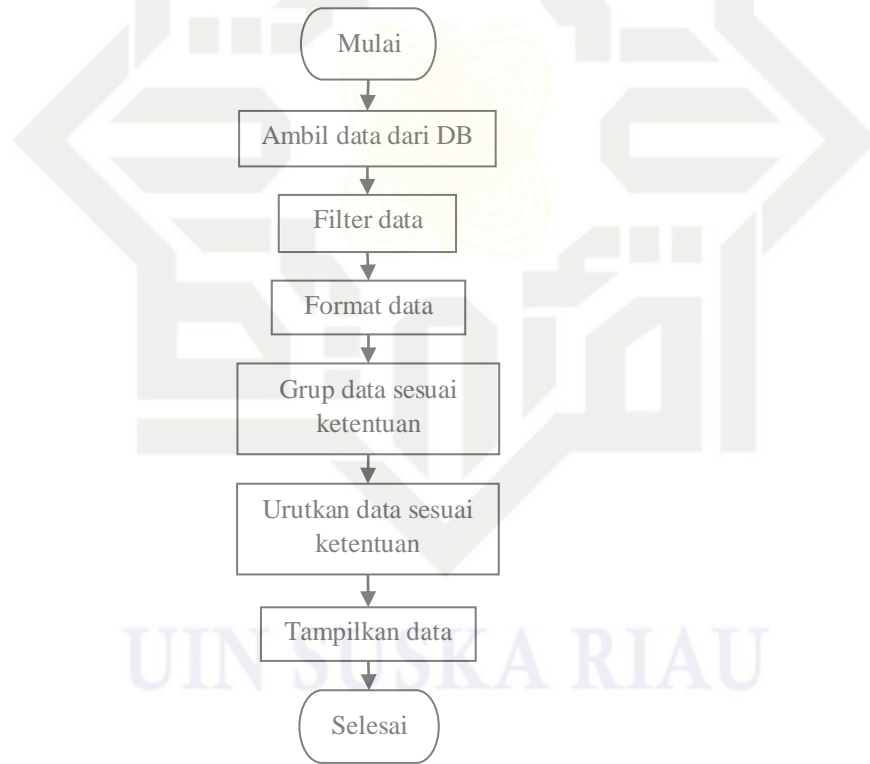 Mulai
Ambil data dari DB
Filter data
Format data
Grup data sesuai
ketentuan
Urutkan data sesuai
ketentuan
Tampilkan data
UIN SUSKA RIAU
Selesai